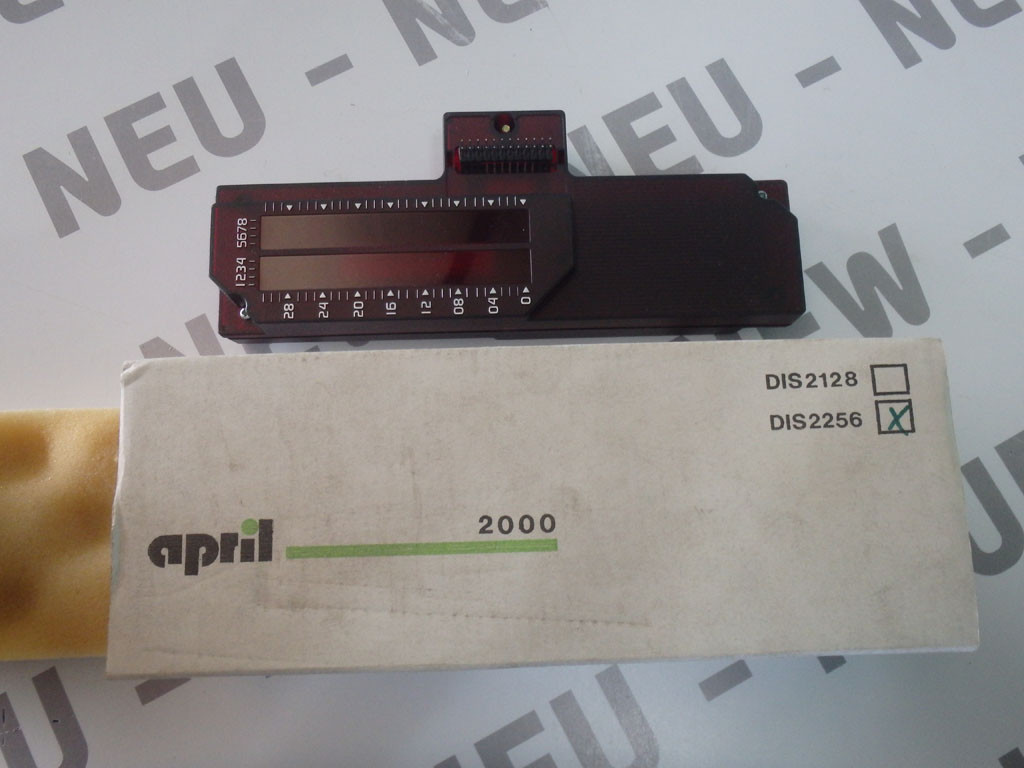 NEU - NEU - NEU
5678
1234
28 24 20 16 12 08 04 0
NEW -
DIS2128
DIS2256 X
april 2000
NEU - NEU -